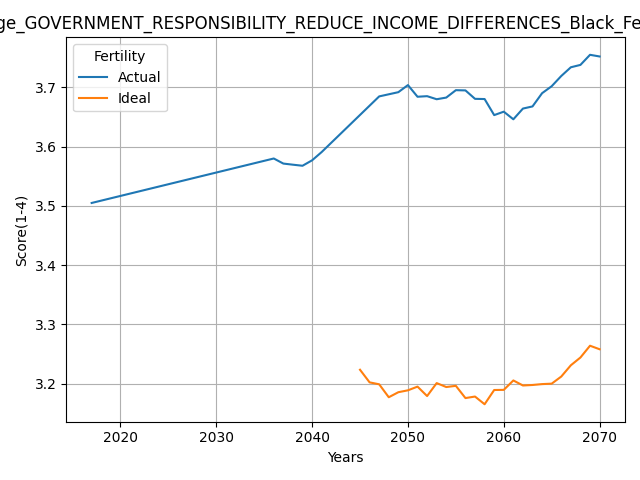 ge_GOVERNMENT_RESPONSIBILITY_REDUCE_INCOME_DIFFERENCES_Black_Fe
Fertility
Actual
Ideal
Score(1-4)
3.7
3.6
3.5
3.4
3.3
3.2
2020 2030 2040 2050 2060 2070
Years